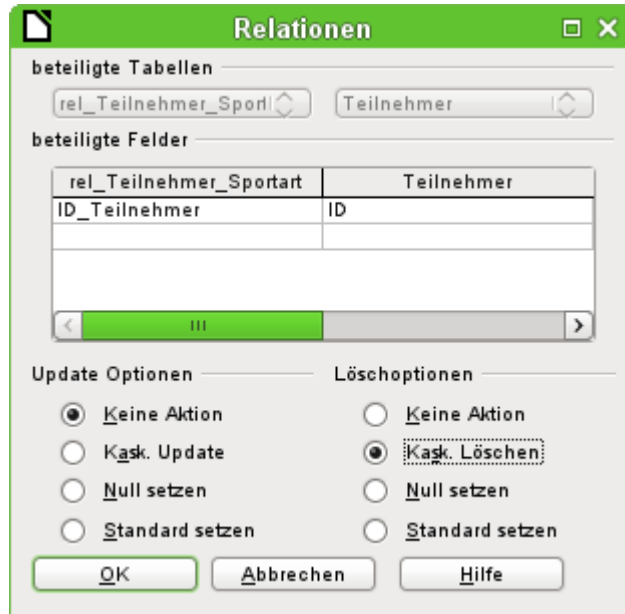 Relationen
beteiligte Tabellen
rel_Teilnehmer_Sport Teilnehmer
beteiligte Felder
rel_Teilnehmer_Sportart Teilnehmer
ID_Teilnehmer ID
Update Optionen Löschoptionen
Keine Aktion Keine Aktion
Kask. Update Kask. Löschen
Null setzen Null setzen
Standard setzen Standard setzen
OK Abbrechen Hilfe